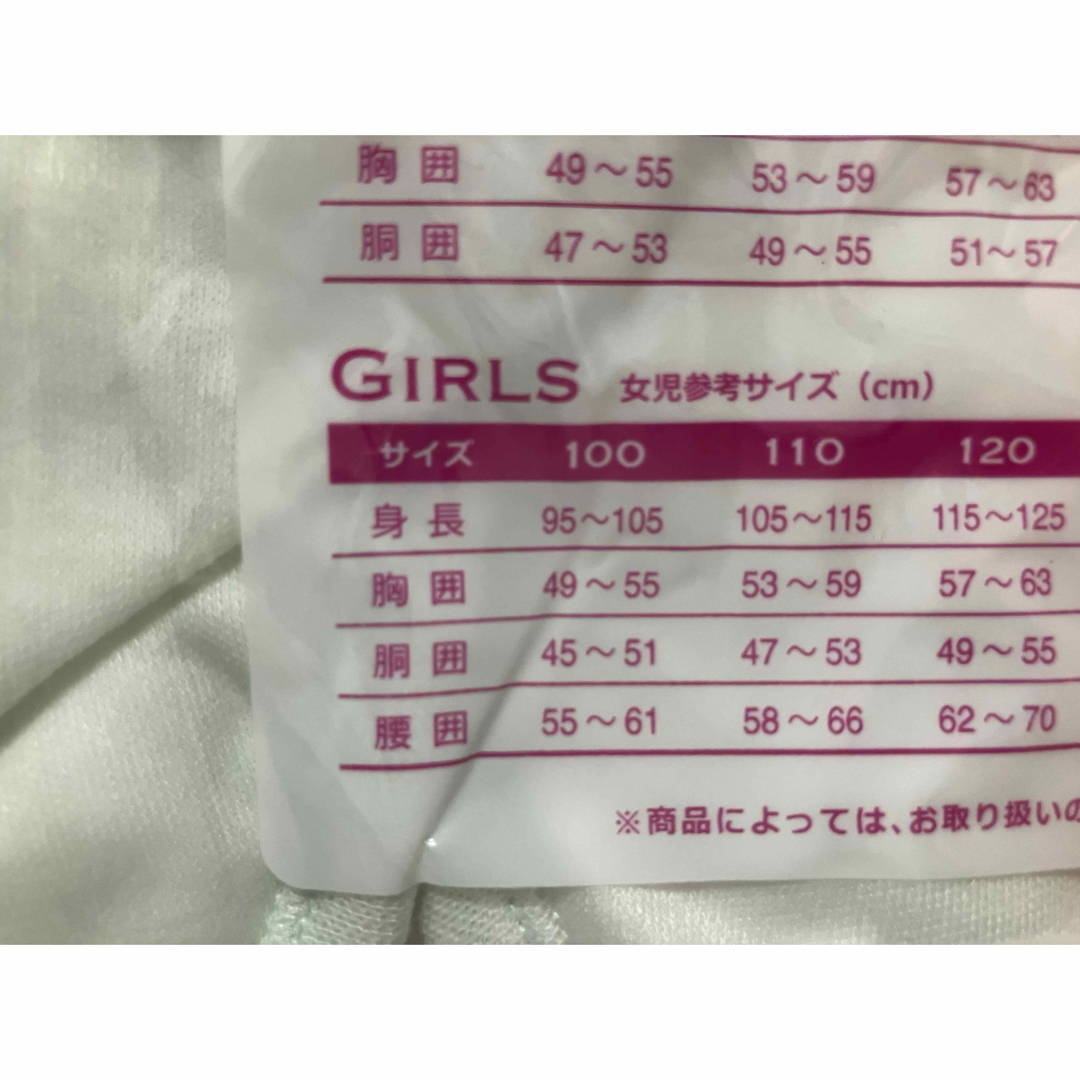 胸囲 49～55 53～59 57～63
胴囲 47～53 49～55 51～57
GIRLS 女児参考サイズ（cm）
サイズ 100 110 120
身長 95～105 105～115 115～125
胸囲 49～55 53～59 57～63
胴囲 45～51 47～53 49～55
腰囲 55～61 58～66 62～70
※商品によっては、お取り扱いの